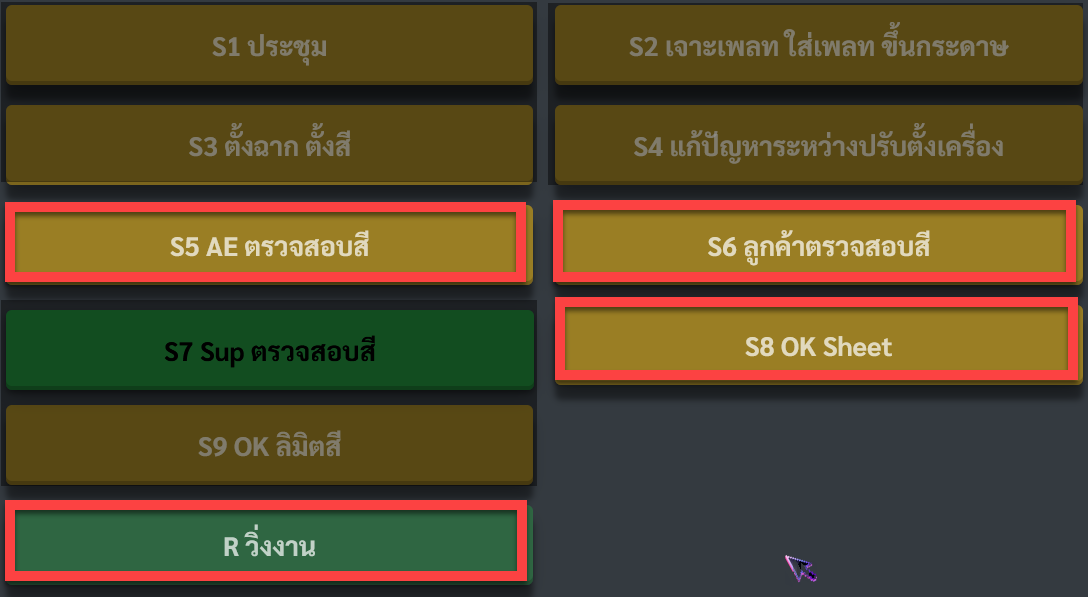 S1 ประชุม
S2 เจาะเพลท ใส่เพลท ขึ้นกระดาษ
S3 ตั้งฉาก ตั้งสี
S4 แก้ปัญหาระหว่างปรับตั้งเครื่อง
S5 AE ตรวจสอบสี
S6 ลูกค้าตรวจสอบสี
S7 Sup ตรวจสอบสี
S8 OK Sheet
S9 OK ลิมิตสี
R วิ่งงาน